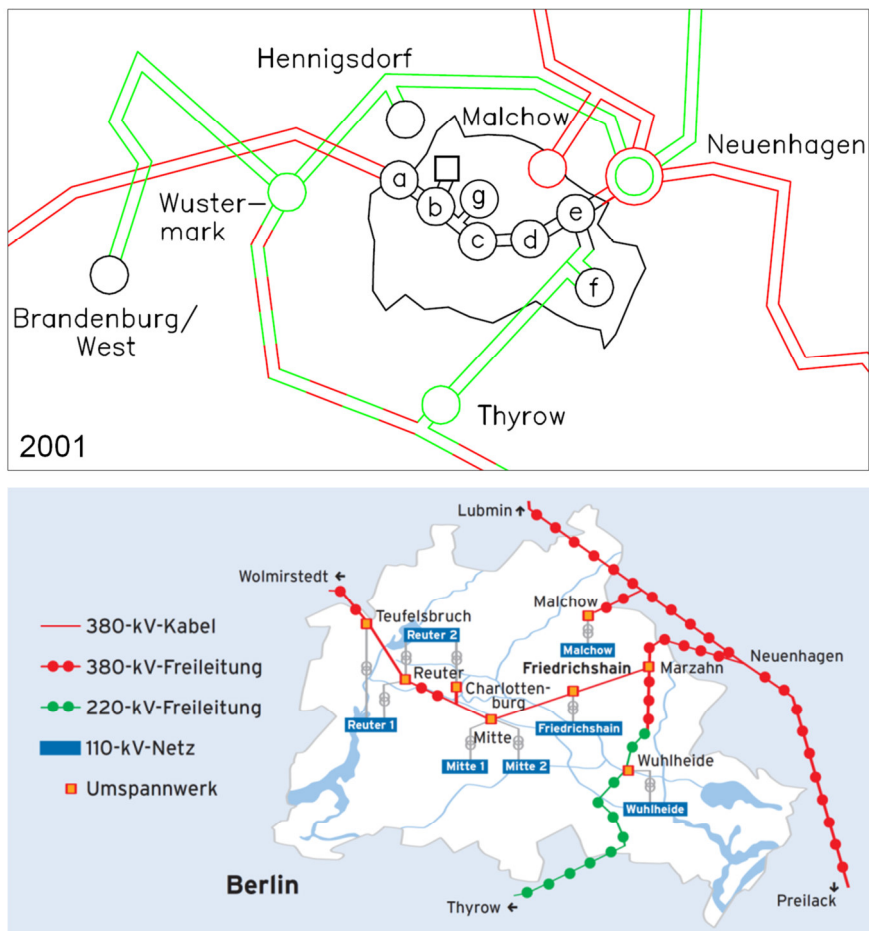 Hennigsdorf
Malchow
Neuenhagen
a
b
g
c
d
e
f
Wuster-
mark
Brandenburg/
West
Thyrow
2001
Lubmin ↑
Wolmirstedt ←
Malchow
Malchow
Teufelsbruch
Reuter 2
Friedrichshain
Marzahn
Neuenhagen
Reuter
Charlotten-
burg
Reuter 1
Mitte
Friedrichshain
Mitte 1
Mitte 2
Wuhlheide
Wuhlheide
380-kV-Kabel
380-kV-Freileitung
220-kV-Freileitung
110-kV-Netz
Umspannwerk
Berlin
Thyrow ←
Preilack ↓